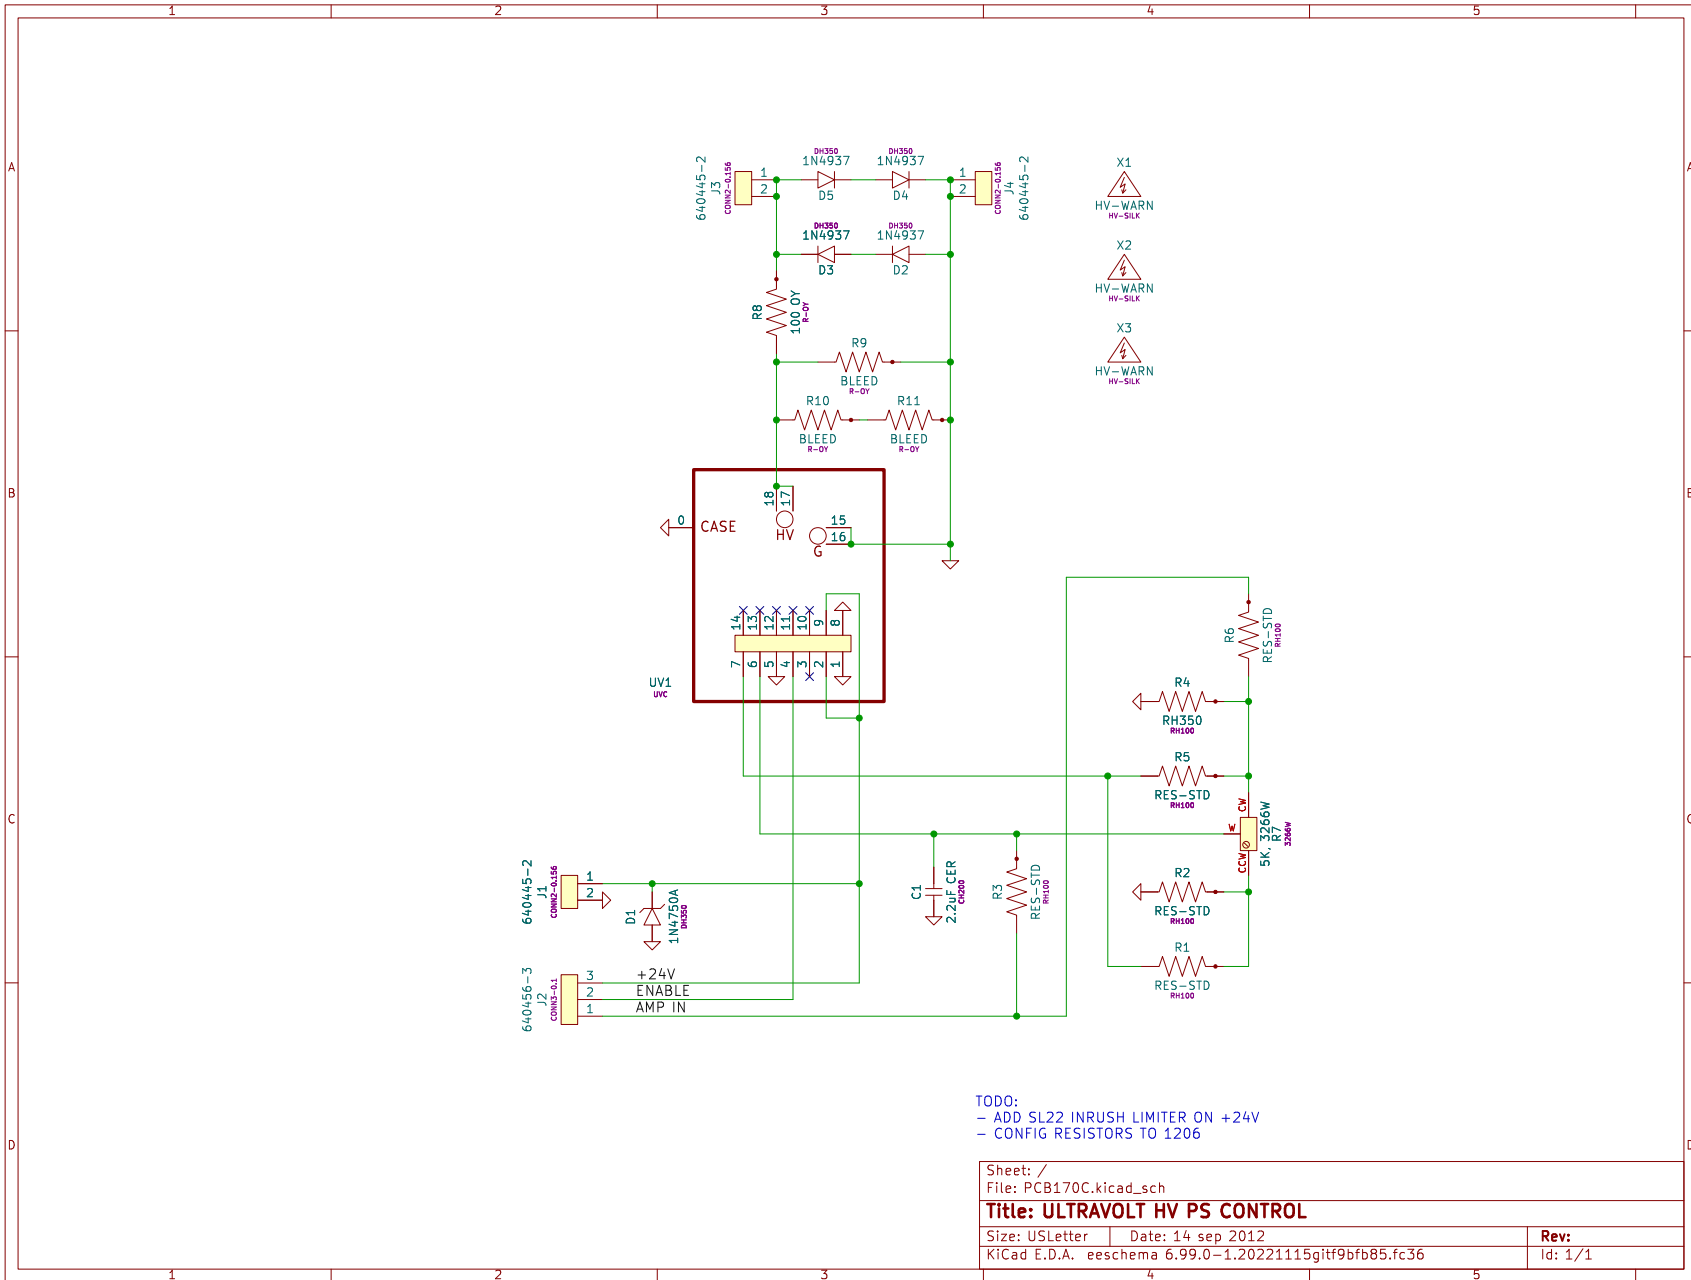 1 2 3 4 5
A
A
DH350
1N4937
D5
DH350
1N4937
D4
640445-2
J3
CONN2-0.156
1
2
1
2
CONN2-0.156
J4
640445-2
DH350
1N4937
D3
DH350
1N4937
D2
X1
HV-WARN
HV-SILK
X2
HV-WARN
HV-SILK
X3
HV-WARN
HV-SILK
R8
100 OY
R-OY
R9
BLEED
R-OY
R10
BLEED
R-OY
R11
BLEED
R-OY
B
0
CASE
18
17
HV
15
16
G
14
13
12
11
10
9
8
7
6
5
4
3
2
1
UV1
UVC
R6
RES-STD
RH100
R4
RH350
RH100
R5
RES-STD
RH100
C
CW
W
CCW
5K, 3266W
R7
3266W
R2
RES-STD
RH100
R1
RES-STD
RH100
640445-2
J1
CONN2-0.156
1
2
D1
1N4750A
DH350
C1
2.2uF CER
CH200
R3
RES-STD
RH100
640456-3
J2
CONN3-0.1
3
2
1
+24V
ENABLE
AMP IN
D
TODO:
- ADD SL22 INRUSH LIMITER ON +24V
- CONFIG RESISTORS TO 1206
Sheet: /
File: PCB170C.kicad_sch
Title: ULTRAVOLT HV PS CONTROL
Size: USLetter
Date: 14 sep 2012
Rev:
KiCad E.D.A. eeschema 6.99.0-1.20221115gitf9bfb85.fc36
Id: 1/1
1 2 3 4 5